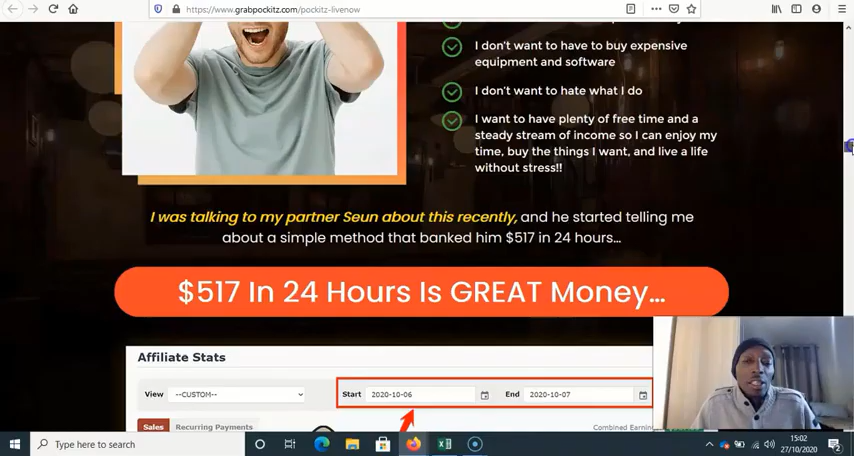 https://www.grabpockitz.com/pockitz-livenow
I don't want to have to buy expensive
equipment and software
I don't want to hate what I do
I want to have plenty of free time and a
steady stream of income so I can enjoy my
time, buy the things I want, and live a life
without stress!!
I was talking to my partner Seun about this recently, and he started telling me
about a simple method that banked him $517 in 24 hours...
$517 In 24 Hours Is GREAT Money...
Affiliate Stats
View --CUSTOM-- Start 2020-10-06 End 2020-10-07
Sales Recurring Payments
Type here to search
15:02
27/10/2020
2